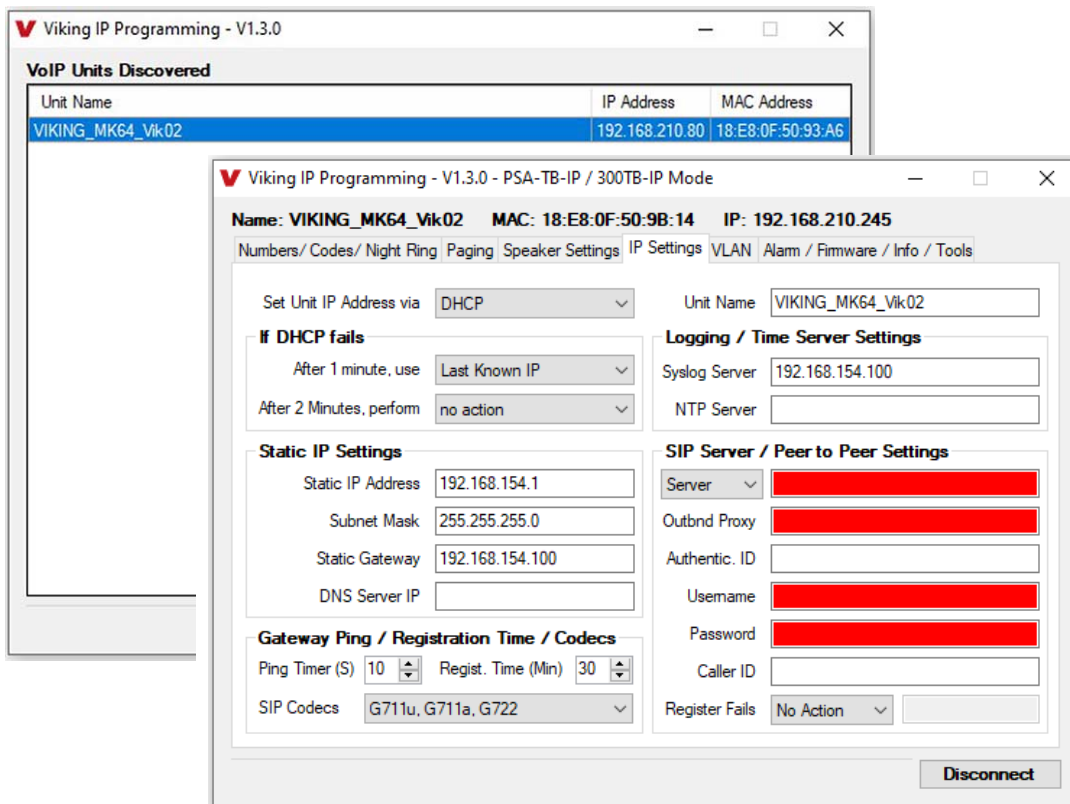 Viking IP Programming - V1.3.0
VoIP Units Discovered
Unit Name IP Address MAC Address
VIKING_MK64_Vik02 192.168.210.80 18:E8:0F:50:93:A6
Viking IP Programming - V1.3.0 - PSA-TB-IP / 300TB-IP Mode
Name: VIKING_MK64_Vik02 MAC: 18:E8:0F:50:9B:14 IP: 192.168.210.245
Numbers/ Codes/ Night Ring Paging Speaker Settings IP Settings VLAN Alarm / Firmware / Info / Tools
Set Unit IP Address via DHCP
If DHCP fails
After 1 minute, use Last Known IP
After 2 Minutes, perform no action
Static IP Settings
Static IP Address 192.168.154.1
Subnet Mask 255.255.255.0
Static Gateway 192.168.154.100
DNS Server IP
Gateway Ping / Registration Time / Codecs
Ping Timer (S) 10 Regist. Time (Min) 30
SIP Codecs G711u, G711a, G722
Unit Name VIKING_MK64_Vik02
Logging / Time Server Settings
Syslog Server 192.168.154.100
NTP Server
SIP Server / Peer to Peer Settings
Server
Outbnd Proxy
Authentic. ID
Username
Password
Caller ID
Register Fails No Action
Disconnect